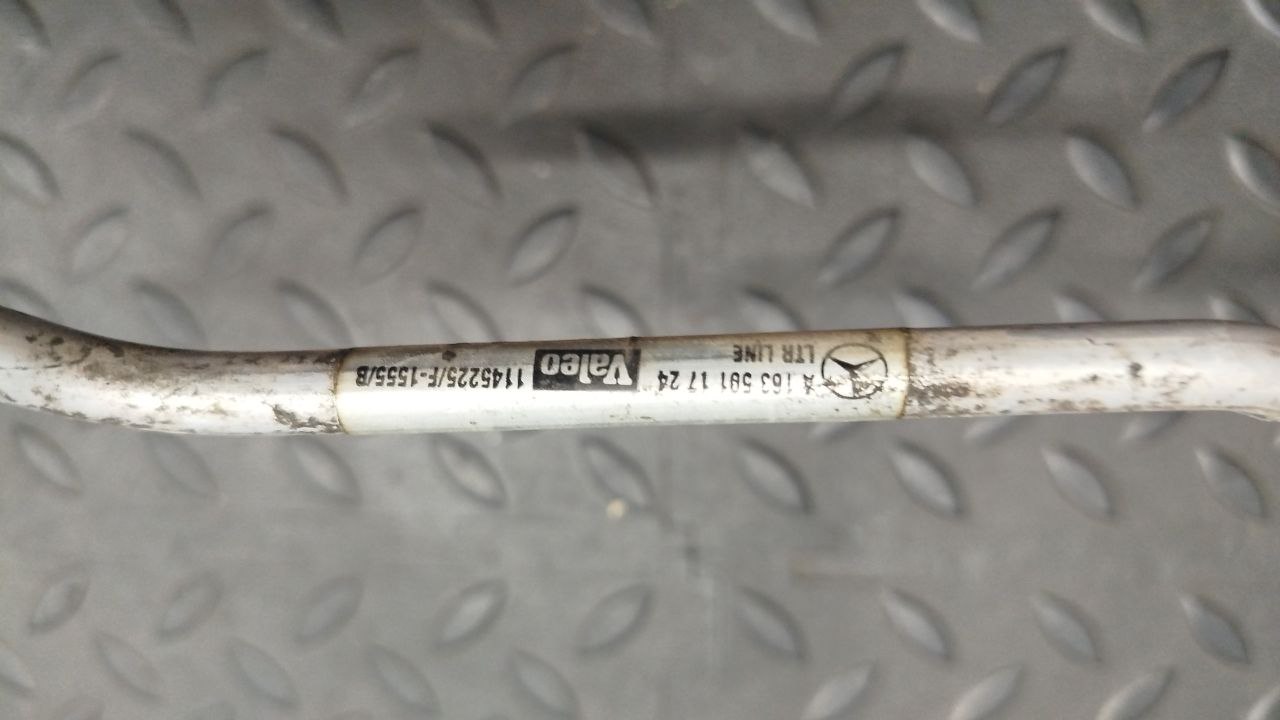 A 163 501 17 24
LTR LINE
Valeo
1145225/F-1555/B